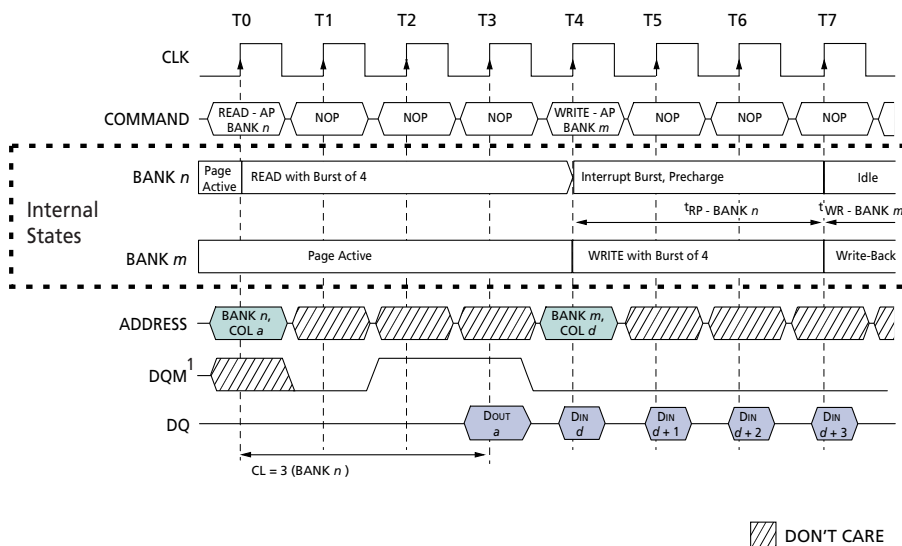 T0 T1 T2 T3 T4 T5 T6 T7
CLK
COMMAND
READ - AP
BANK n
NOP
NOP
NOP
WRITE - AP
BANK m
NOP
NOP
NOP
Internal
States
BANK n
Page
Active
READ with Burst of 4
Interrupt Burst, Precharge
Idle
tRP - BANK n
tWR - BANK m
BANK m
Page Active
WRITE with Burst of 4
Write-Back
ADDRESS
BANK n,
COL a
BANK m,
COL d
DQM1
DQ
DOUT
a
DIN
d
DIN
d + 1
DIN
d + 2
DIN
d + 3
CL = 3 (BANK n )
DON'T CARE